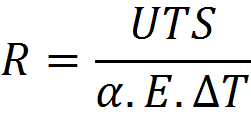 R = UTS / α. E. ΔT